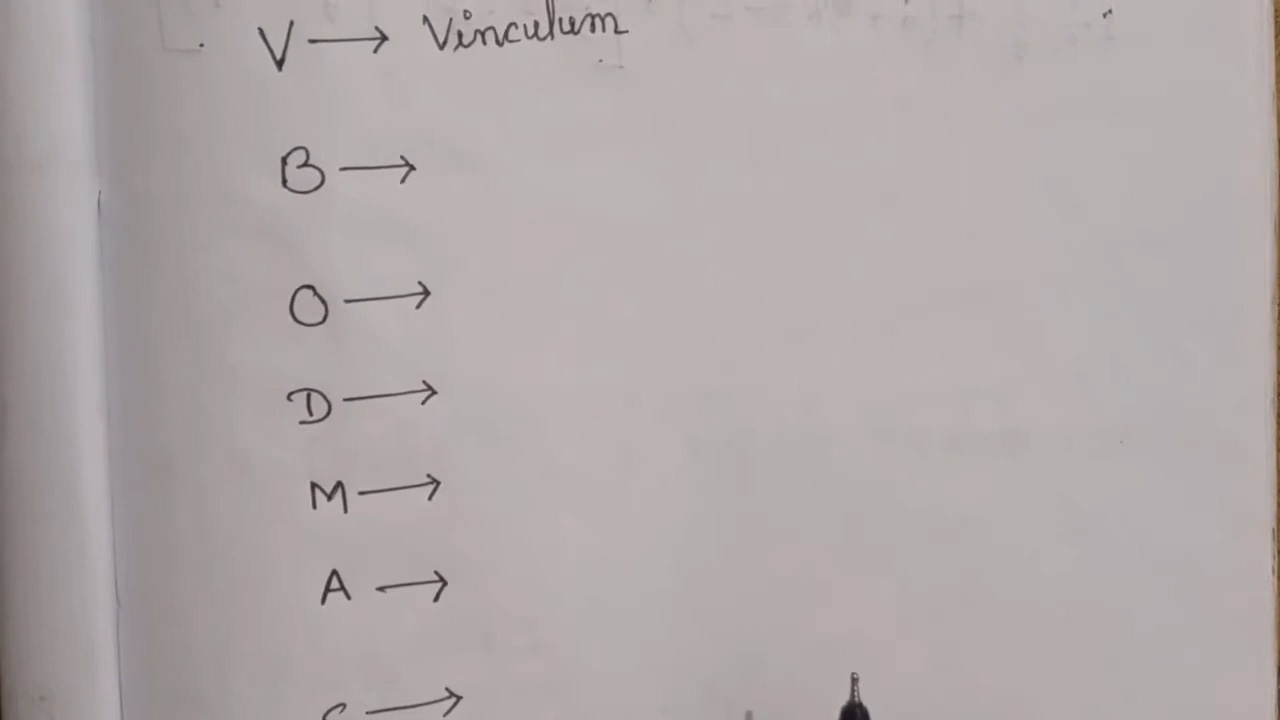 V → Vinculum
B →
O →
D →
M →
A →
S →